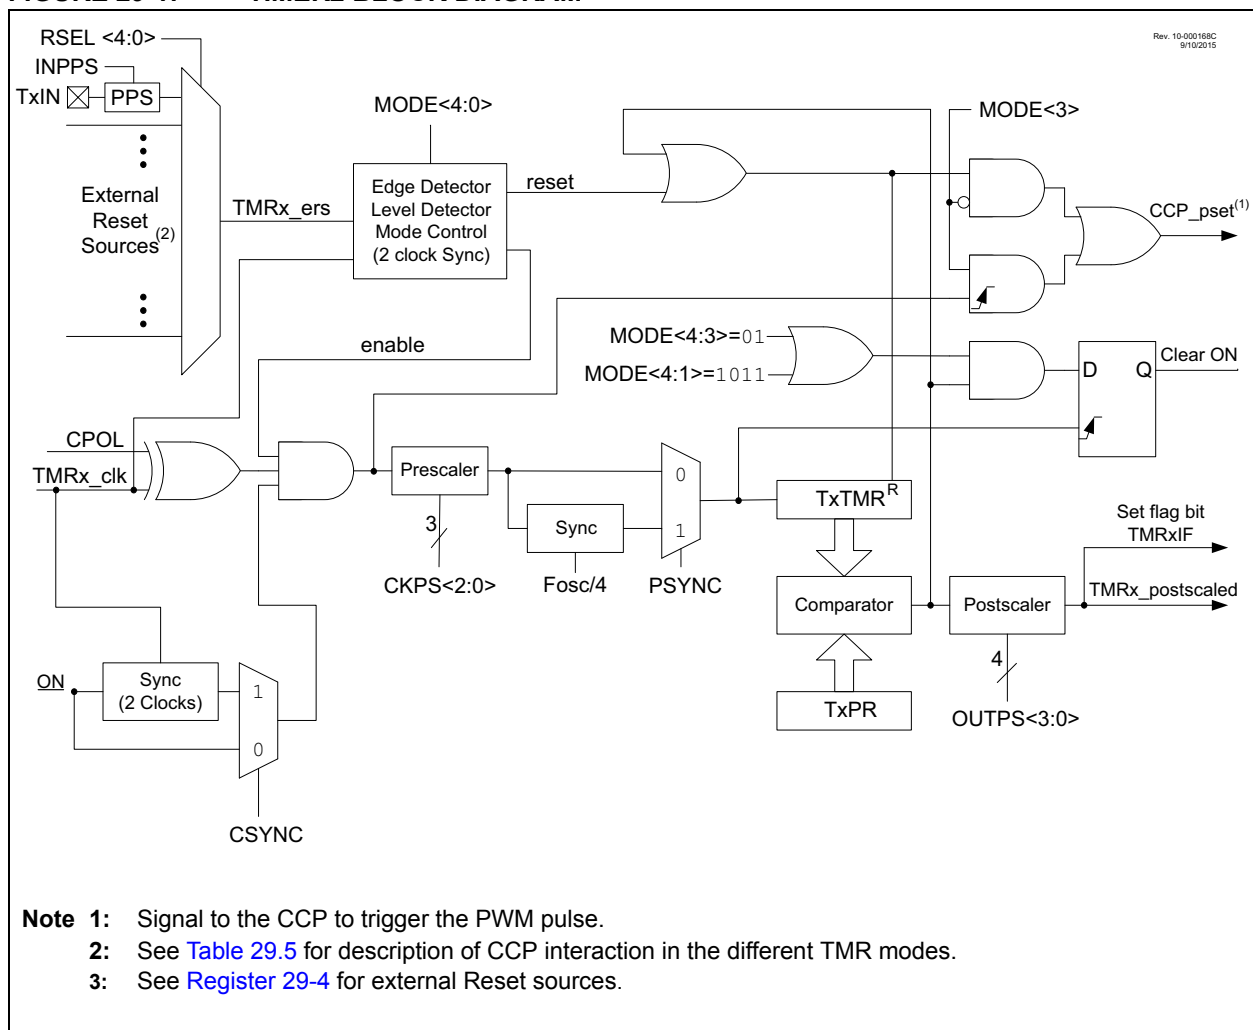 RSEL <4:0>
INPPS
TxIN
PPS
Rev. 10-000168C
9/10/2015
MODE<4:0>
MODE<3>
External
Reset
Sources(2)
TMRx_ers
Edge Detector
Level Detector
Mode Control
(2 clock Sync)
reset
CCP_pset(1)
enable
MODE<4:3>=01
MODE<4:1>=1011
D
Q
Clear ON
CPOL
TMRx_clk
Prescaler
3
CKPS<2:0>
Sync
Fosc/4
0
1
PSYNC
TxTMR
R
Set flag bit
TMRxIF
Comparator
Postscaler
TMRx_postscaled
4
OUTPS<3:0>
TxPR
ON
Sync
(2 Clocks)
1
0
CSYNC
Note 1: Signal to the CCP to trigger the PWM pulse.
2: See Table 29.5 for description of CCP interaction in the different TMR modes.
3: See Register 29-4 for external Reset sources.